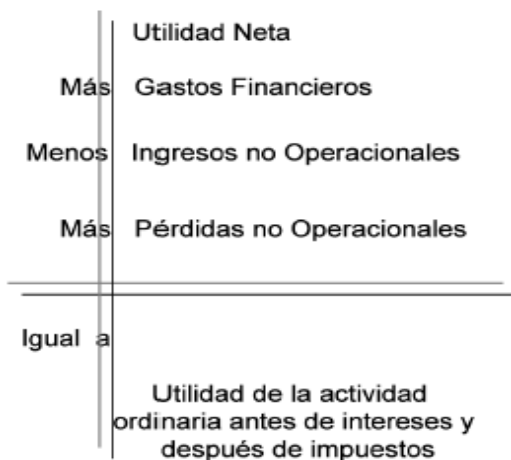 Utilidad Neta
Más Gastos Financieros
Menos Ingresos no Operacionales
Más Pérdidas no Operacionales
Igual a
Utilidad de la actividad
ordinaria antes de intereses y
después de impuestos